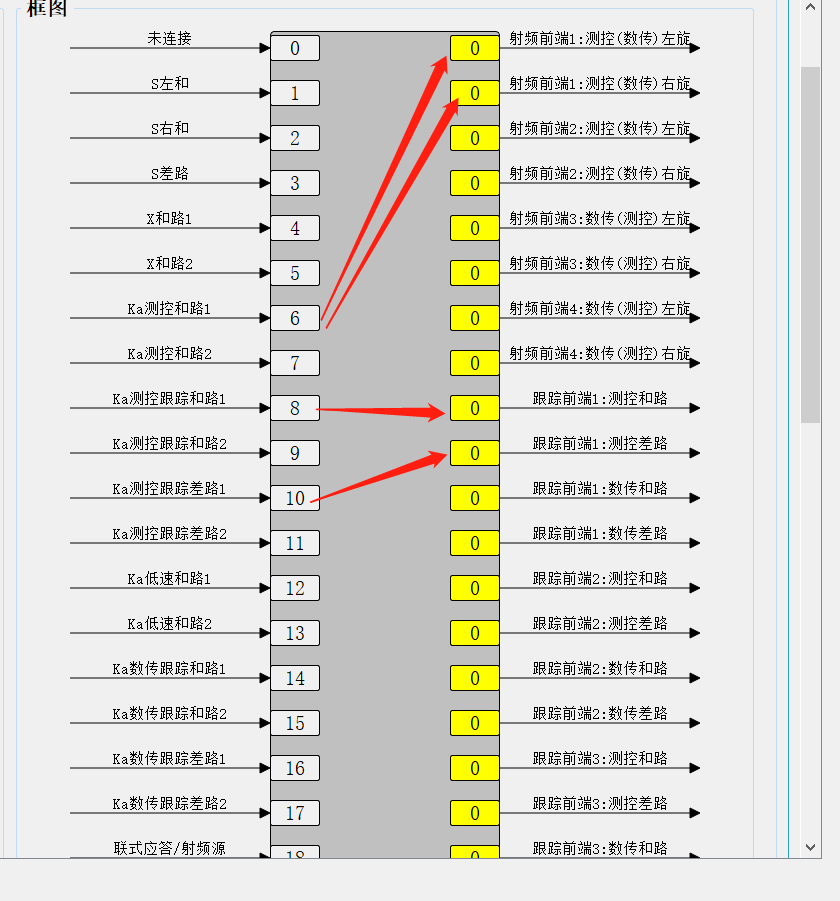 框图
未连接 0 0 射频前端1:测控(数传)左旋
S左和 1 0 射频前端1:测控(数传)右旋
S右和 2 0 射频前端2:测控(数传)左旋
S差路 3 0 射频前端2:测控(数传)右旋
X和路1 4 0 射频前端3:数传(测控)左旋
X和路2 5 0 射频前端3:数传(测控)右旋
Ka测控和路1 6 0 射频前端4:数传(测控)左旋
Ka测控和路2 7 0 射频前端4:数传(测控)右旋
Ka测控跟踪和路1 8 0 跟踪前端1:测控和路
Ka测控跟踪和路2 9 0 跟踪前端1:测控差路
Ka测控跟踪差路1 10 0 跟踪前端1:数传和路
Ka测控跟踪差路2 11 0 跟踪前端1:数传差路
Ka低速和路1 12 0 跟踪前端2:测控和路
Ka低速和路2 13 0 跟踪前端2:测控差路
Ka数传跟踪和路1 14 0 跟踪前端2:数传和路
Ka数传跟踪和路2 15 0 跟踪前端2:数传差路
Ka数传跟踪差路1 16 0 跟踪前端3:测控和路
Ka数传跟踪差路2 17 0 跟踪前端3:测控差路
联式应答/射频源 18 0 跟踪前端3:数传和路